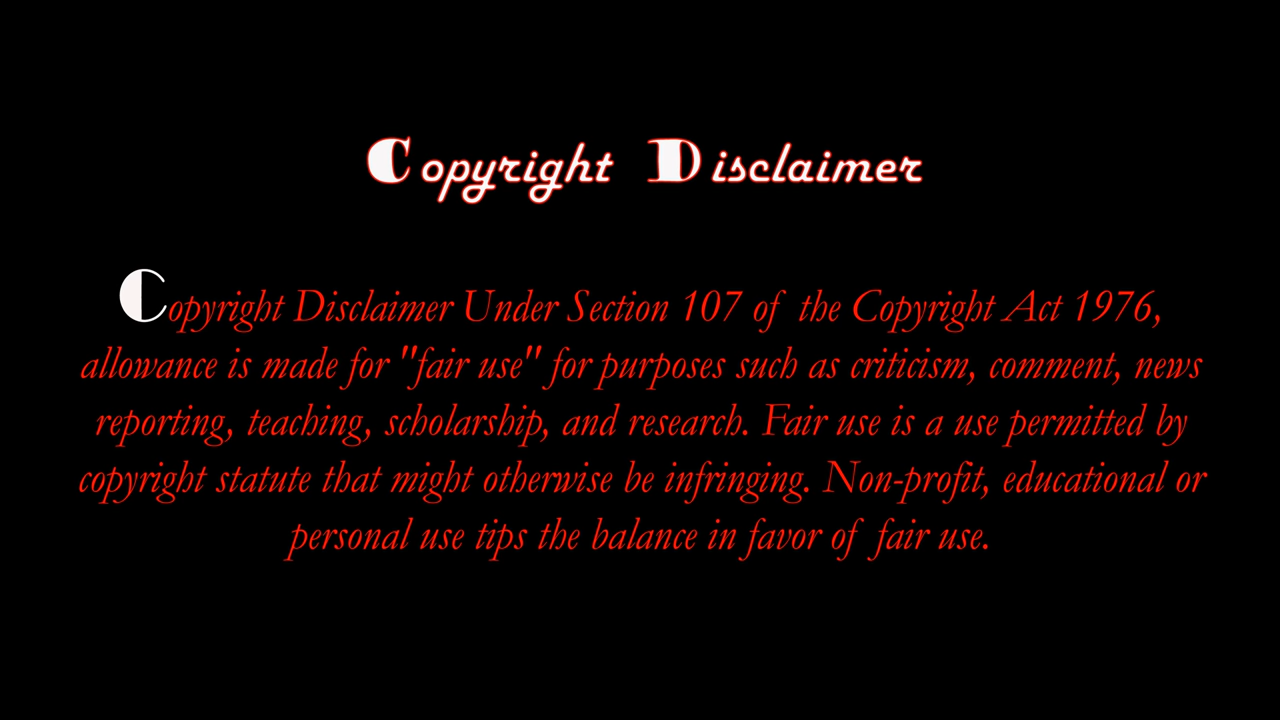 Copyright Disclaimer
Copyright Disclaimer Under Section 107 of the Copyright Act 1976,
allowance is made for "fair use" for purposes such as criticism, comment, news
reporting, teaching, scholarship, and research. Fair use is a use permitted by
copyright statute that might otherwise be infringing. Non-profit, educational or
personal use tips the balance in favor of fair use.